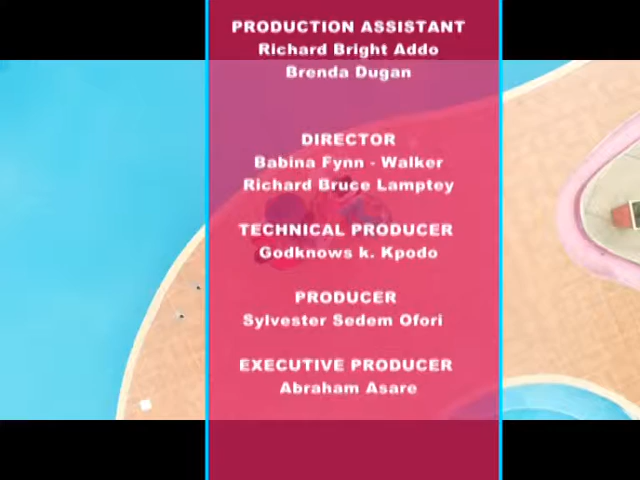 PRODUCTION ASSISTANT
Richard Bright Addo
Brenda Dugan
DIRECTOR
Babina Fynn - Walker
Richard Bruce Lamptey
TECHNICAL PRODUCER
Godknows k. Kpodo
PRODUCER
Sylvester Sedem Ofori
EXECUTIVE PRODUCER
Abraham Asare